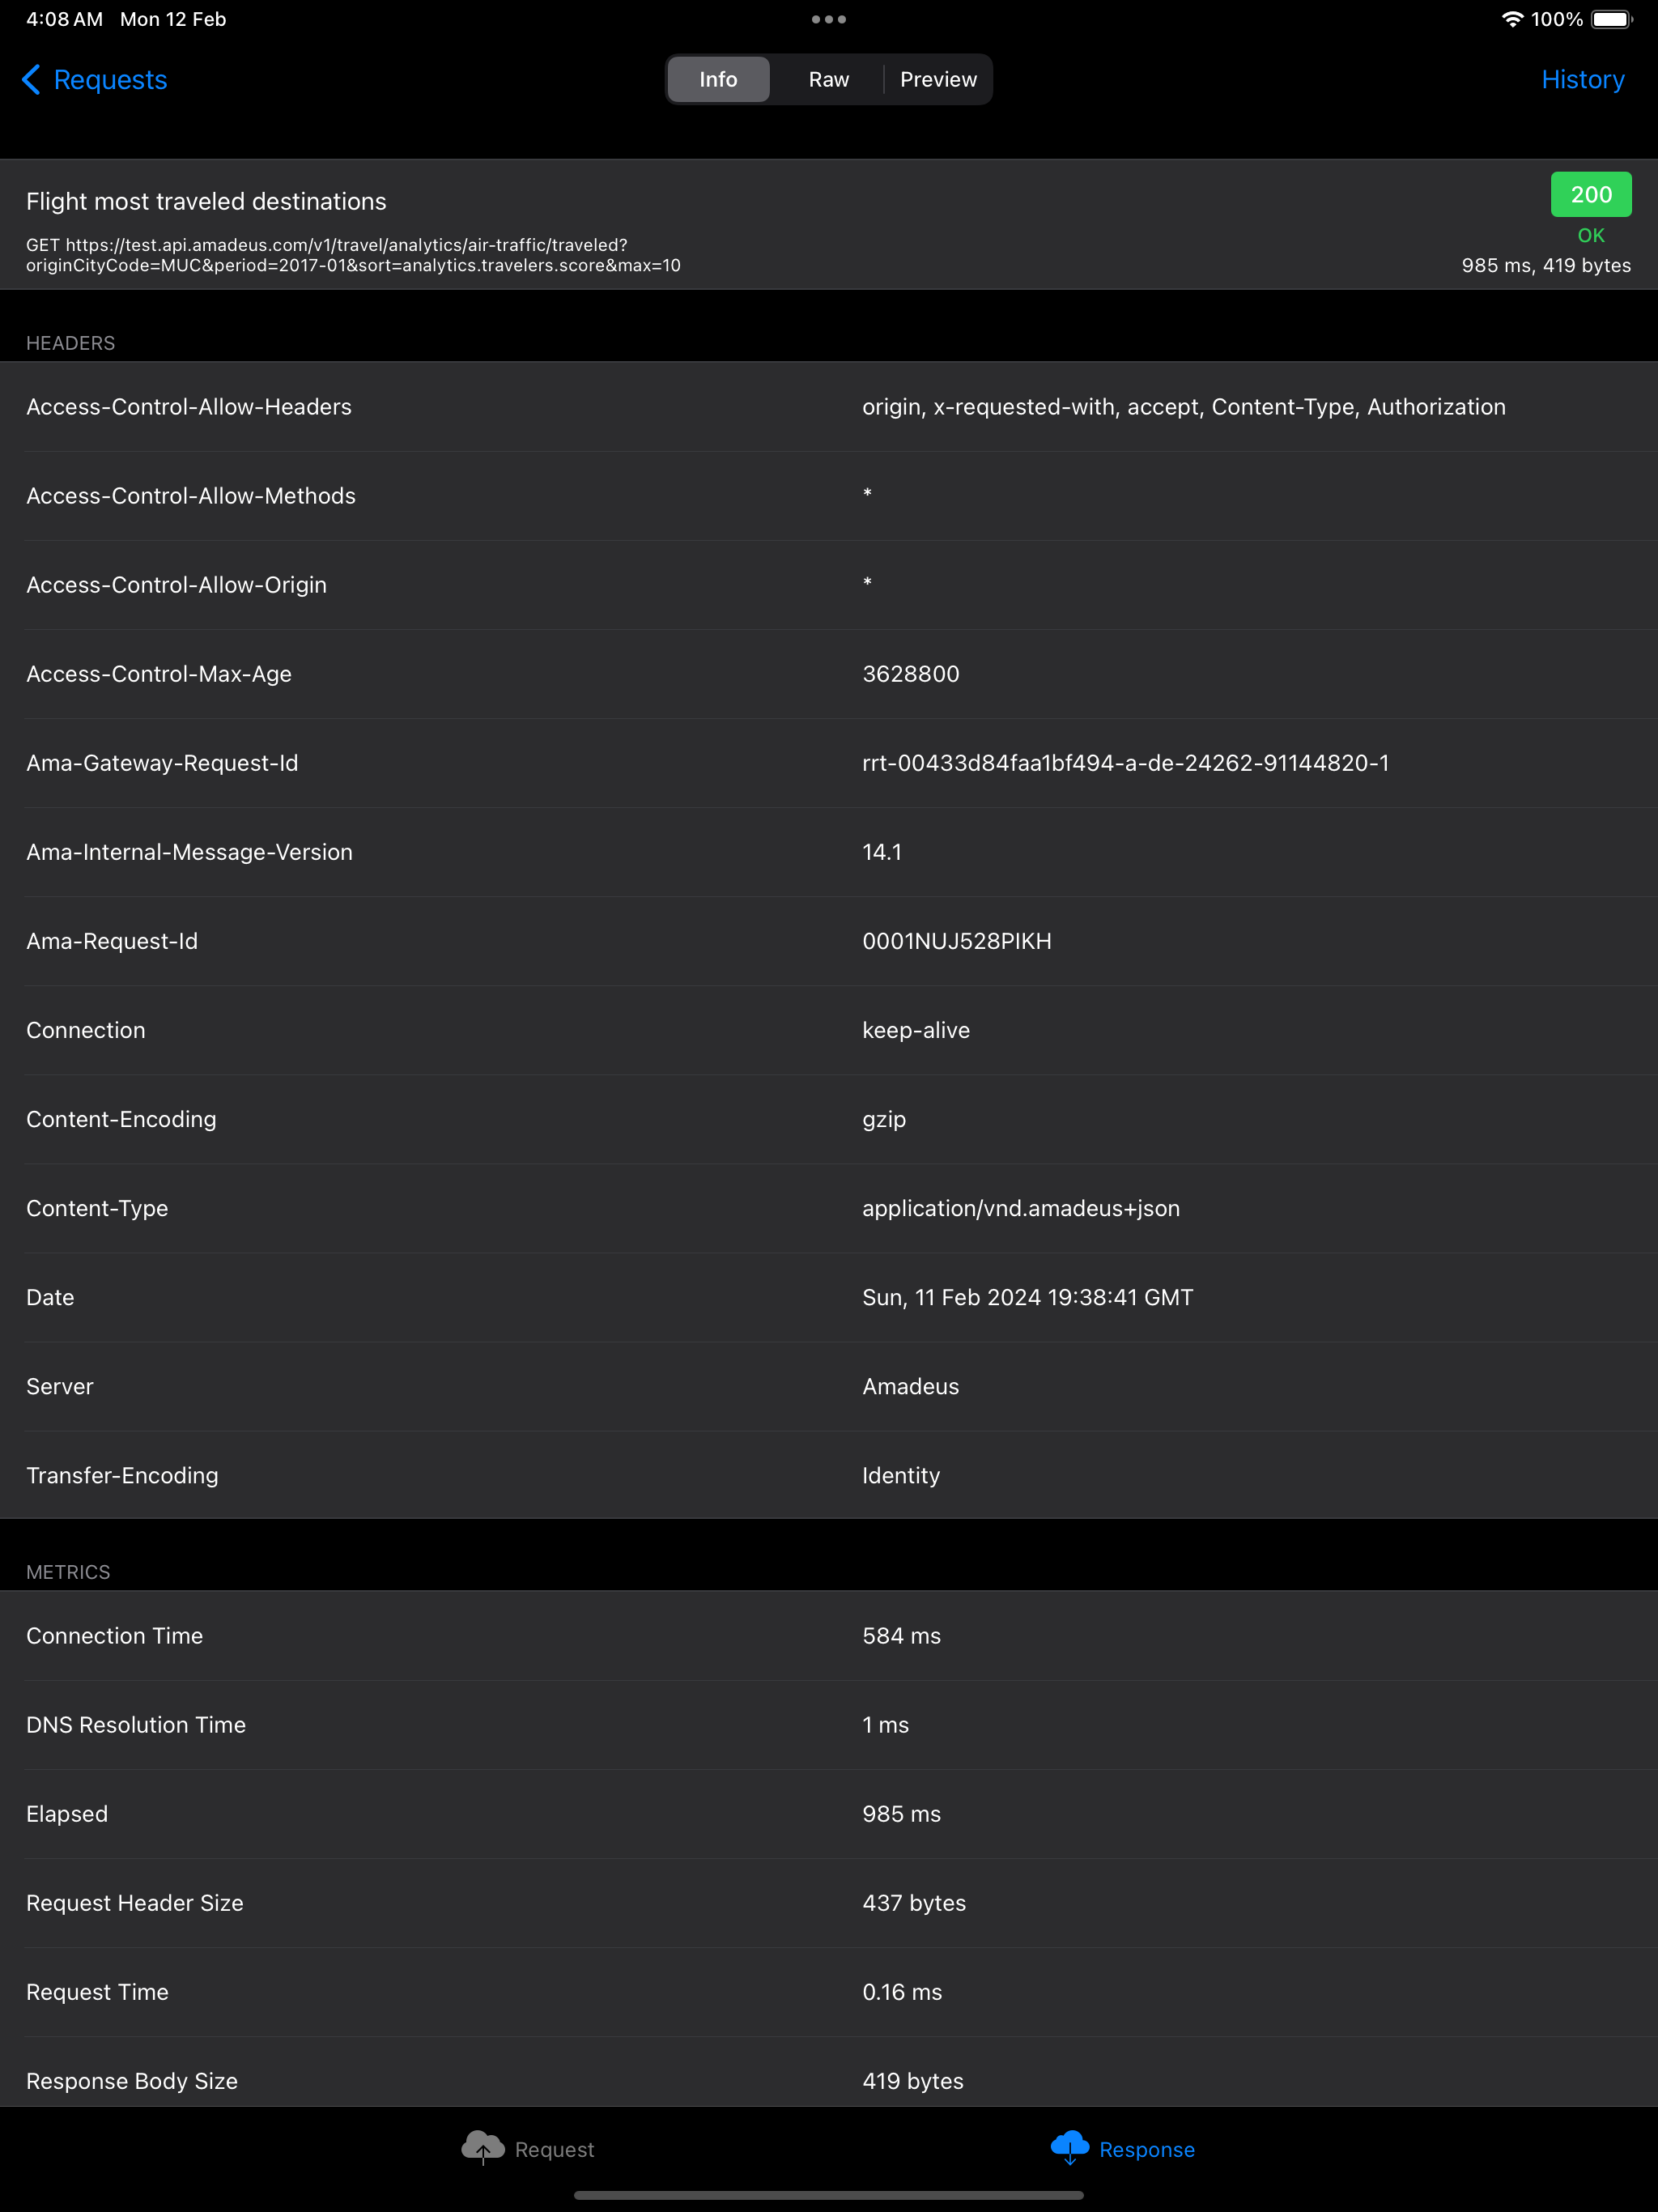 4:08 AM Mon 12 Feb
100%
Requests
Info
Raw
Preview
History
Flight most traveled destinations
200
OK
GET https://test.api.amadeus.com/v1/travel/analytics/air-traffic/traveled?
originCityCode=MUC&period=2017-01&sort=analytics.travelers.score&max=10
985 ms, 419 bytes
HEADERS
Access-Control-Allow-Headers origin, x-requested-with, accept, Content-Type, Authorization
Access-Control-Allow-Methods *
Access-Control-Allow-Origin *
Access-Control-Max-Age 3628800
Ama-Gateway-Request-Id rrt-00433d84faa1bf494-a-de-24262-91144820-1
Ama-Internal-Message-Version 14.1
Ama-Request-Id 0001NUJ528PIKH
Connection keep-alive
Content-Encoding gzip
Content-Type application/vnd.amadeus+json
Date Sun, 11 Feb 2024 19:38:41 GMT
Server Amadeus
Transfer-Encoding Identity
METRICS
Connection Time 584 ms
DNS Resolution Time 1 ms
Elapsed 985 ms
Request Header Size 437 bytes
Request Time 0.16 ms
Response Body Size 419 bytes
Request
Response